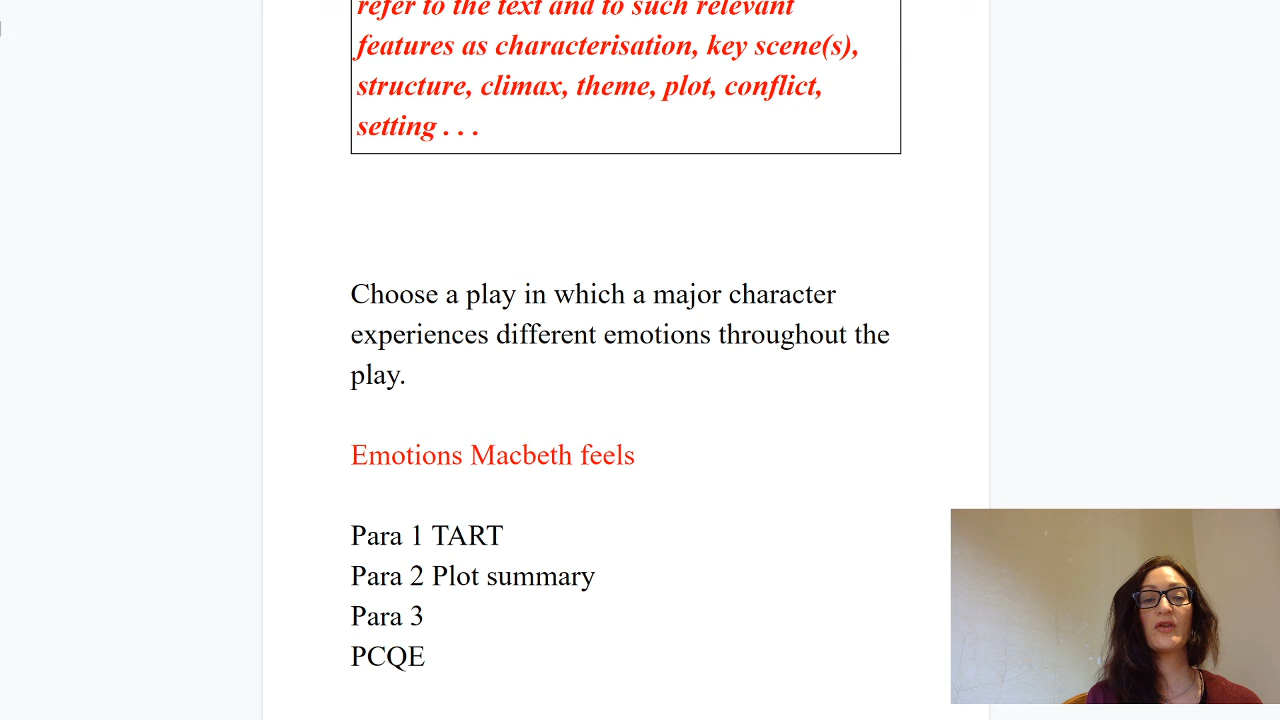 refer to the text and to such relevant
features as characterisation, key scene(s),
structure, climax, theme, plot, conflict,
setting . . .
Choose a play in which a major character
experiences different emotions throughout the
play.
Emotions Macbeth feels
Para 1 TART
Para 2 Plot summary
Para 3
PCQE